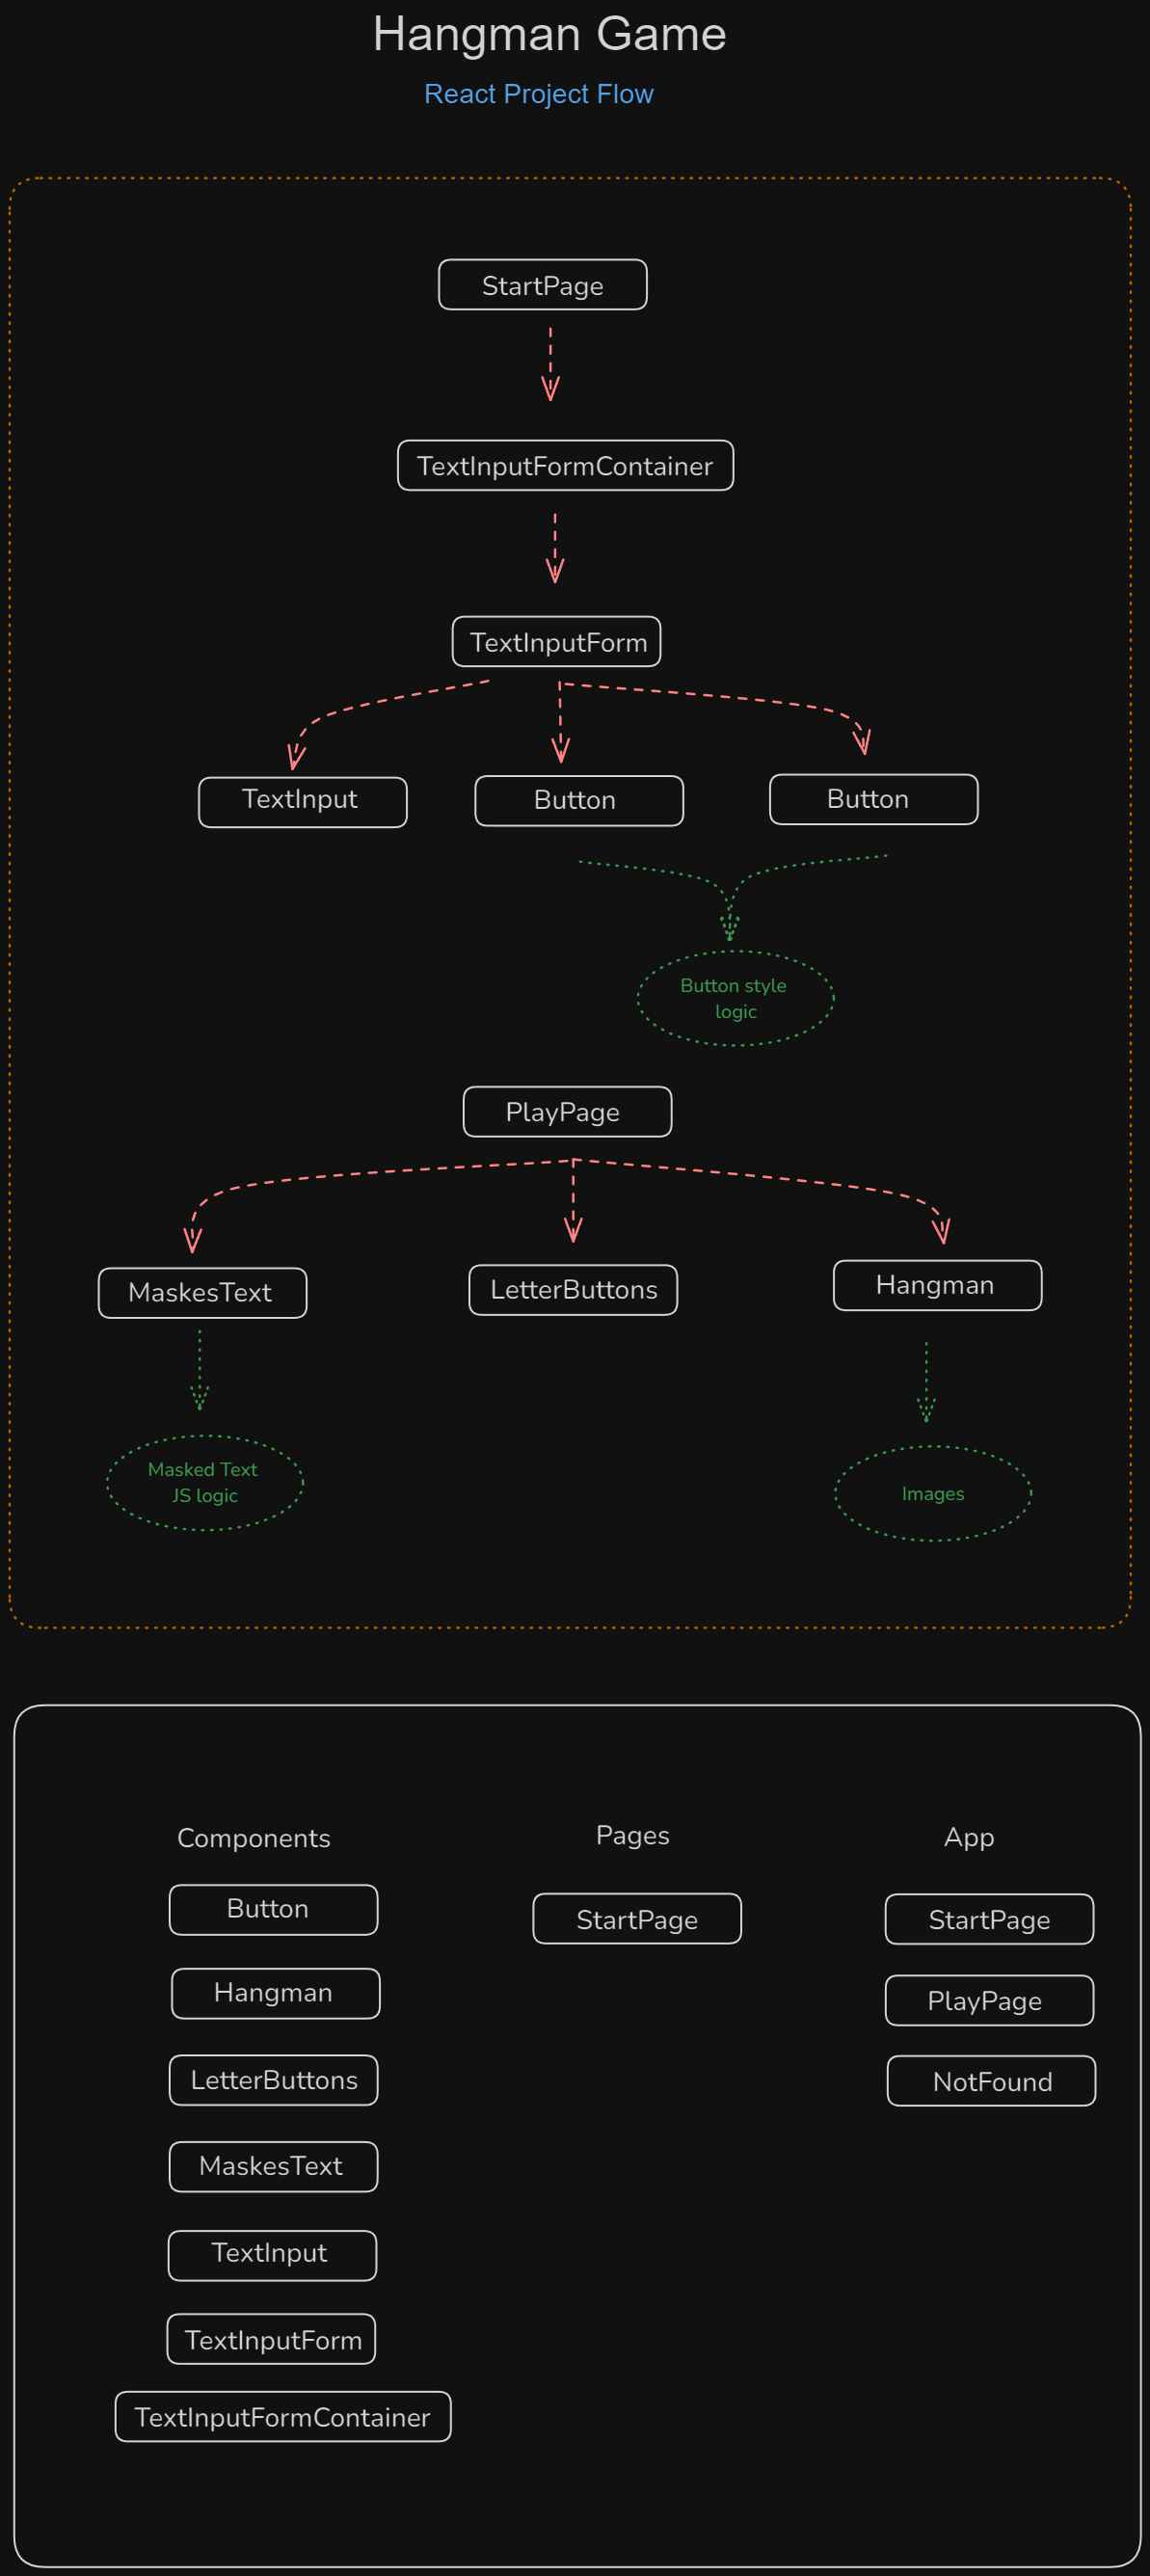 Hangman Game
React Project Flow
StartPage
TextInputFormContainer
TextInputForm
TextInput
Button
Button
Button style
logic
PlayPage
MaskesText
LetterButtons
Hangman
Masked Text
JS logic
Images
Components
Button
Hangman
LetterButtons
MaskesText
TextInput
TextInputForm
TextInputFormContainer
Pages
StartPage
App
StartPage
PlayPage
NotFound